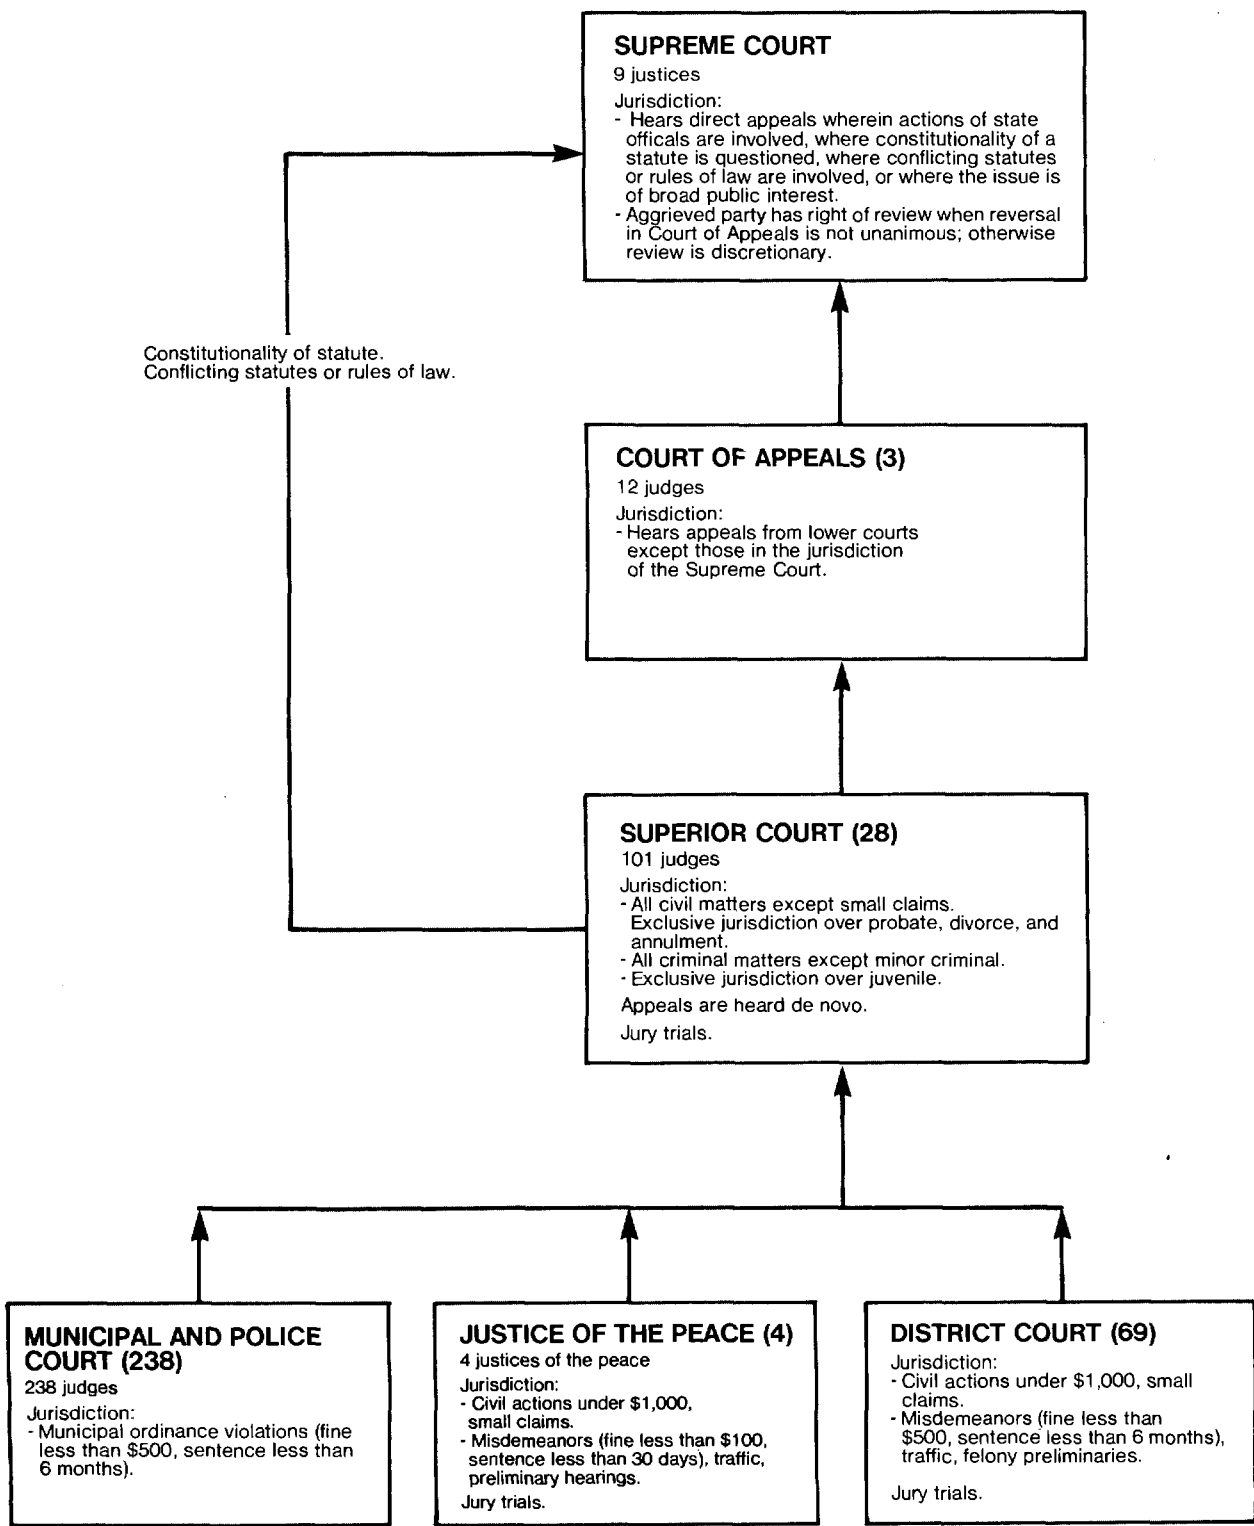 SUPREME COURT
9 justices
Jurisdiction:
- Hears direct appeals wherein actions of state
officals are involved, where constitutionality of a
statute is questioned, where conflicting statutes
or rules of law are involved, or where the issue is
of broad public interest.
- Aggrieved party has right of review when reversal
in Court of Appeals is not unanimous; otherwise
review is discretionary.
Constitutionality of statute.
Conflicting statutes or rules of law.
COURT OF APPEALS (3)
12 judges
Jurisdiction:
- Hears appeals from lower courts
except those in the jurisdiction
of the Supreme Court.
SUPERIOR COURT (28)
101 judges
Jurisdiction:
- All civil matters except small claims.
Exclusive jurisdiction over probate, divorce, and
annulment.
- All criminal matters except minor criminal.
- Exclusive jurisdiction over juvenile.
Appeals are heard de novo.
Jury trials.
MUNICIPAL AND POLICE
COURT (238)
238 judges
Jurisdiction:
- Municipal ordinance violations (fine
less than $500, sentence less than
6 months).
JUSTICE OF THE PEACE (4)
4 justices of the peace
Jurisdiction:
- Civil actions under $1,000,
small claims.
- Misdemeanors (fine less than $100,
sentence less than 30 days), traffic,
preliminary hearings.
Jury trials.
DISTRICT COURT (69)
Jurisdiction:
- Civil actions under $1,000, small
claims.
- Misdemeanors (fine less than
$500, sentence less than 6 months),
traffic, felony preliminaries.
Jury trials.